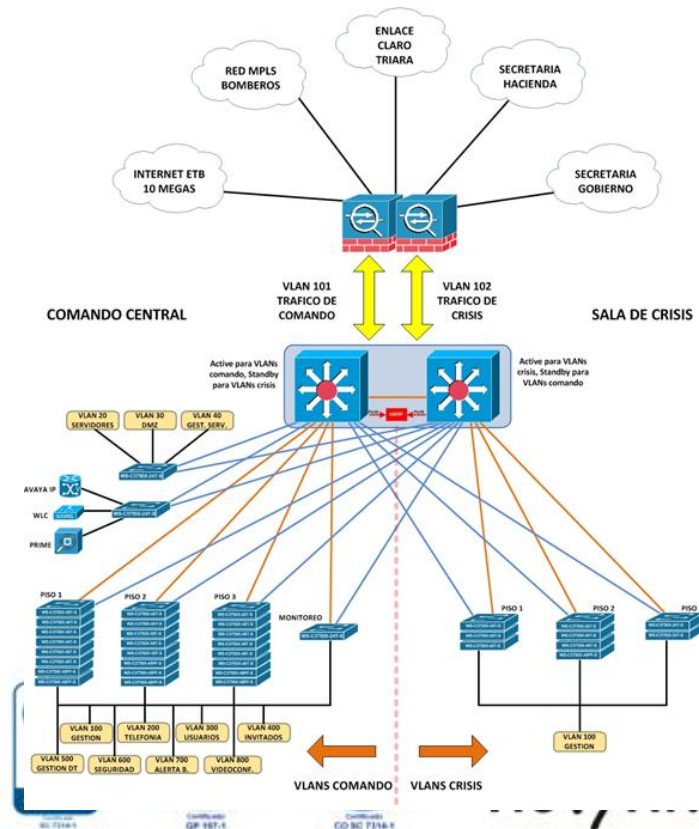 ENLACE
CLARO
TRIARA
RED MPLS
BOMBEROS
SECRETARIA
HACIENDA
INTERNET ETB
10 MEGAS
SECRETARIA
GOBIERNO
VLAN 101
TRAFICO DE
COMANDO
VLAN 102
TRAFICO DE
CRISIS
COMANDO CENTRAL
SALA DE CRISIS
Active para VLANs
comando, Standby
para VLANs crisis
Active para VLANs
crisis, Standby para
VLANs comando
HSRP
VLAN 20
SERVIDORES
VLAN 30
DMZ
VLAN 40
GEST. SERV.
AVAYA IP
WLC
PRIME
PISO 1
PISO 2
PISO 3
MONITOREO
PISO 1
PISO 2
PISO
VLAN 100
GESTION
VLAN 200
TELEFONIA
VLAN 300
USUARIOS
VLAN 400
INVITADOS
VLAN 500
GESTION DT
VLAN 600
SEGURIDAD
VLAN 700
ALERTA B.
VLAN 800
VIDEOCONF.
VLAN 100
GESTION
VLANS COMANDO
VLANS CRISIS